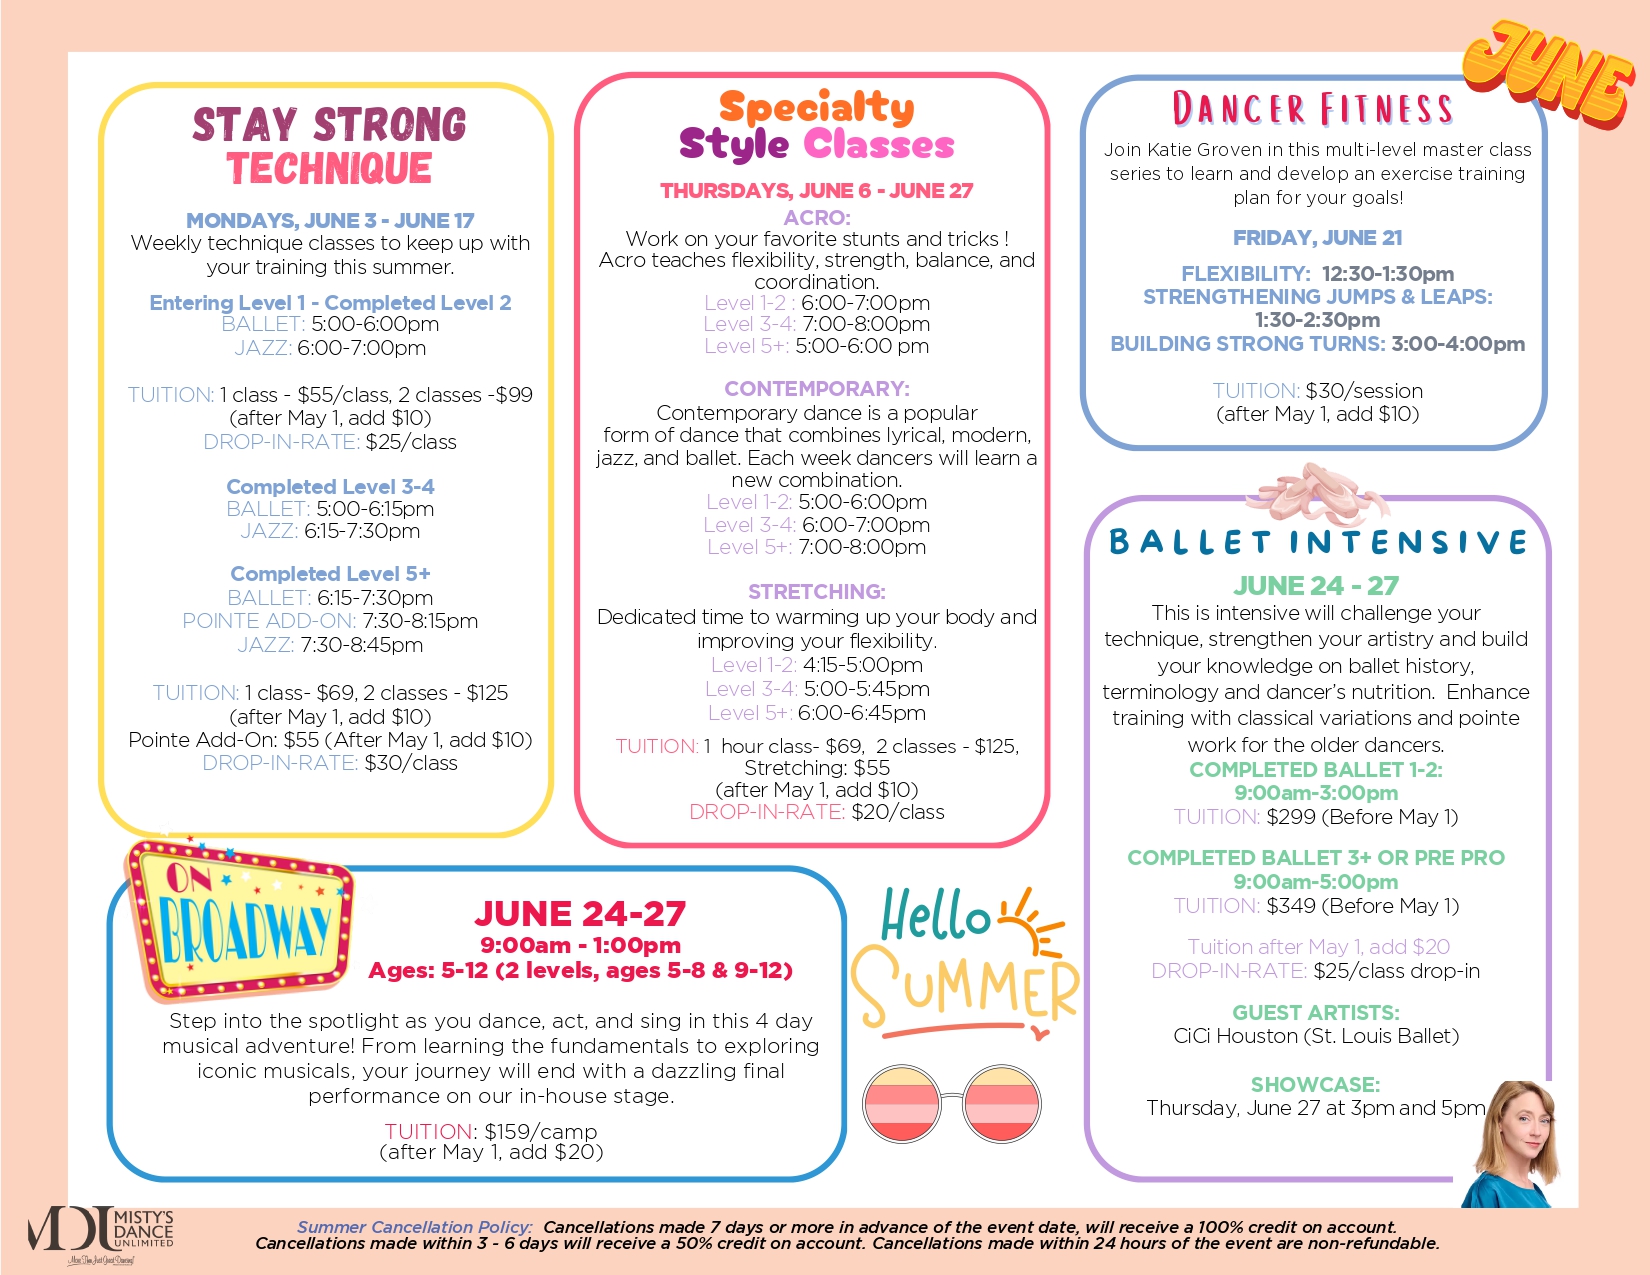 JUNE
STAY STRONG
TECHNIQUE
MONDAYS, JUNE 3 - JUNE 17
Weekly technique classes to keep up with
your training this summer.
Entering Level 1 - Completed Level 2
BALLET: 5:00-6:00pm
JAZZ: 6:00-7:00pm
TUITION: 1 class - $55/class, 2 classes -$99
(after May 1, add $10)
DROP-IN-RATE: $25/class
Completed Level 3-4
BALLET: 5:00-6:15pm
JAZZ: 6:15-7:30pm
Completed Level 5+
BALLET: 6:15-7:30pm
POINTE ADD-ON: 7:30-8:15pm
JAZZ: 7:30-8:45pm
TUITION: 1 class- $69, 2 classes - $125
(after May 1, add $10)
Pointe Add-On: $55 (After May 1, add $10)
DROP-IN-RATE: $30/class
Specialty
Style Classes
THURSDAYS, JUNE 6 - JUNE 27
ACRO:
Work on your favorite stunts and tricks !
Acro teaches flexibility, strength, balance, and
coordination.
Level 1-2 : 6:00-7:00pm
Level 3-4: 7:00-8:00pm
Level 5+: 5:00-6:00 pm
CONTEMPORARY:
Contemporary dance is a popular
form of dance that combines lyrical, modern,
jazz, and ballet. Each week dancers will learn a
new combination.
Level 1-2: 5:00-6:00pm
Level 3-4: 6:00-7:00pm
Level 5+: 7:00-8:00pm
STRETCHING:
Dedicated time to warming up your body and
improving your flexibility.
Level 1-2: 4:15-5:00pm
Level 3-4: 5:00-5:45pm
Level 5+: 6:00-6:45pm
TUITION: 1 hour class- $69, 2 classes - $125,
Stretching: $55
(after May 1, add $10)
DROP-IN-RATE: $20/class
DANCER FITNESS
Join Katie Groven in this multi-level master class
series to learn and develop an exercise training
plan for your goals!
FRIDAY, JUNE 21
FLEXIBILITY: 12:30-1:30pm
STRENGTHENING JUMPS & LEAPS:
1:30-2:30pm
BUILDING STRONG TURNS: 3:00-4:00pm
TUITION: $30/session
(after May 1, add $10)
BALLET INTENSIVE
JUNE 24 - 27
This is intensive will challenge your
technique, strengthen your artistry and build
your knowledge on ballet history,
terminology and dancer's nutrition. Enhance
training with classical variations and pointe
work for the older dancers.
COMPLETED BALLET 1-2:
9:00am-3:00pm
TUITION: $299 (Before May 1)
COMPLETED BALLET 3+ OR PRE PRO
9:00am-5:00pm
TUITION: $349 (Before May 1)
Tuition after May 1, add $20
DROP-IN-RATE: $25/class drop-in
GUEST ARTISTS:
CiCi Houston (St. Louis Ballet)
SHOWCASE:
Thursday, June 27 at 3pm and 5pm
ON
BROADWAY
JUNE 24-27
9:00am - 1:00pm
Ages: 5-12 (2 levels, ages 5-8 & 9-12)
Step into the spotlight as you dance, act, and sing in this 4 day
musical adventure! From learning the fundamentals to exploring
iconic musicals, your journey will end with a dazzling final
performance on our in-house stage.
TUITION: $159/camp
(after May 1, add $20)
Hello
SUMMER
MDU
MISTY'S
DANCE
UNLIMITED
More Than Just Great Dancing!
Summer Cancellation Policy: Cancellations made 7 days or more in advance of the event date, will receive a 100% credit on account.
Cancellations made within 3 - 6 days will receive a 50% credit on account. Cancellations made within 24 hours of the event are non-refundable.